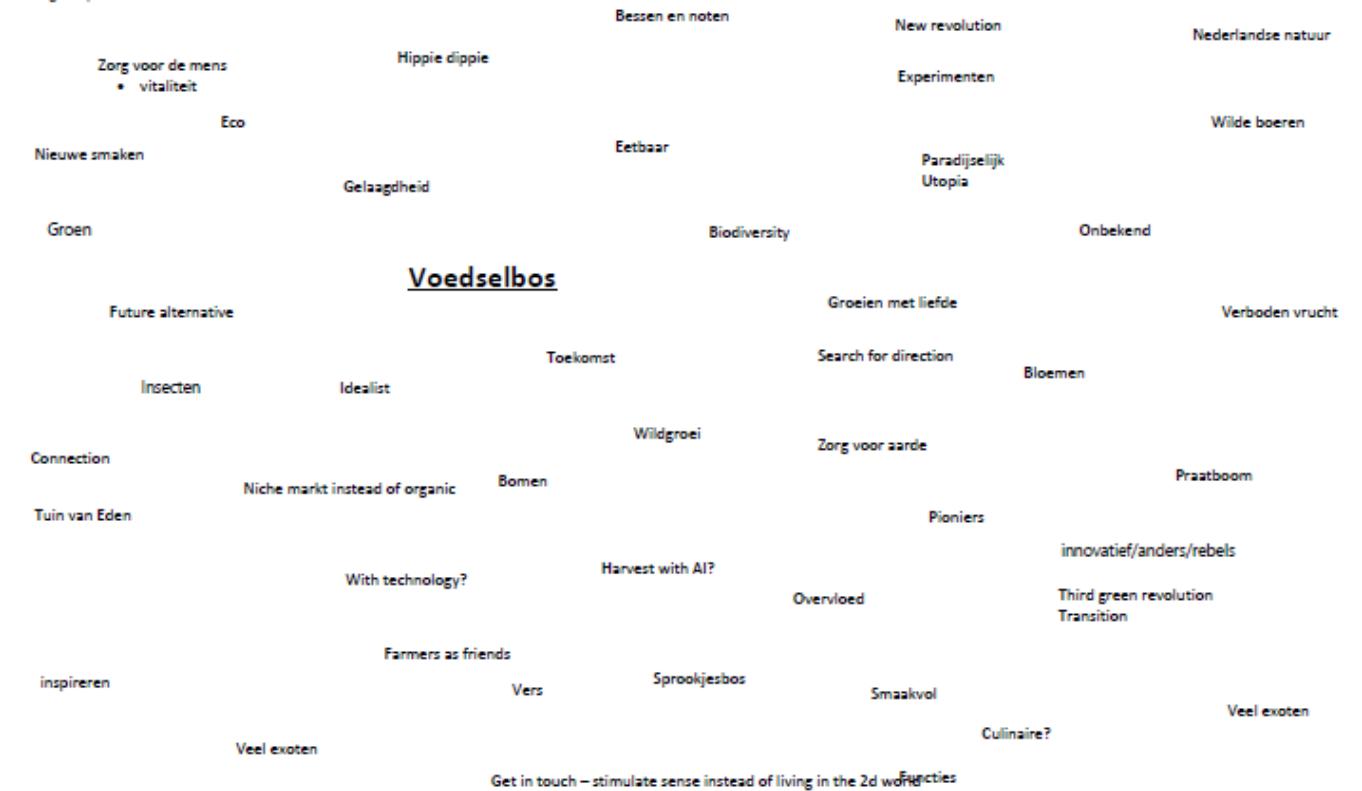 Bessen en noten
New revolution
Nederlandse natuur
Hippie dippie
Zorg voor de mens
• vitaliteit
Experimenten
Eco
Wilde boeren
Nieuwe smaken
Eetbaar
Paradijselijk
Utopia
Gelaagdheid
Groen
Biodiversity
Onbekend
Voedselbos
Groeien met liefde
Future alternative
Verboden vrucht
Toekomst
Search for direction
Bloemen
Insecten
Idealist
Wildgroei
Zorg voor aarde
Connection
Praatboom
Niche markt instead of organic
Bomen
Tuin van Eden
Pioniers
innovatief/anders/rebels
Harvest with AI?
With technology?
Overvloed
Third green revolution
Transition
Farmers as friends
inspireren
Sprookjesbos
Vers
Smaakvol
Veel exoten
Culinaire?
Veel exoten
Get in touch – stimulate sense instead of living in the 2d world
Functies